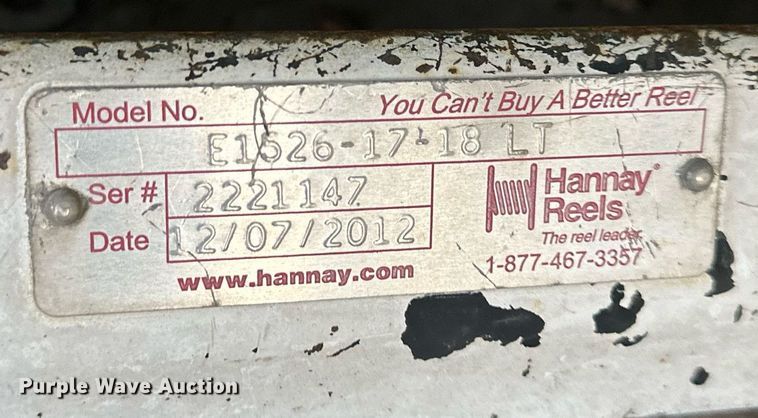 Model No.
You Can't Buy A Better Reel
E1526-17-18 LT
Ser # 2221147
Date 12/07/2012
Hannay®
Reels
The reel leader
1-877-467-3357
www.hannay.com
Purple Wave Auction